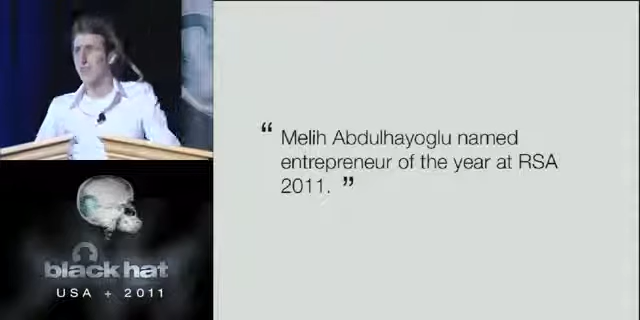 “ Melih Abdulhayoglu named
entrepreneur of the year at RSA
2011. ”
black hat
USA + 2011